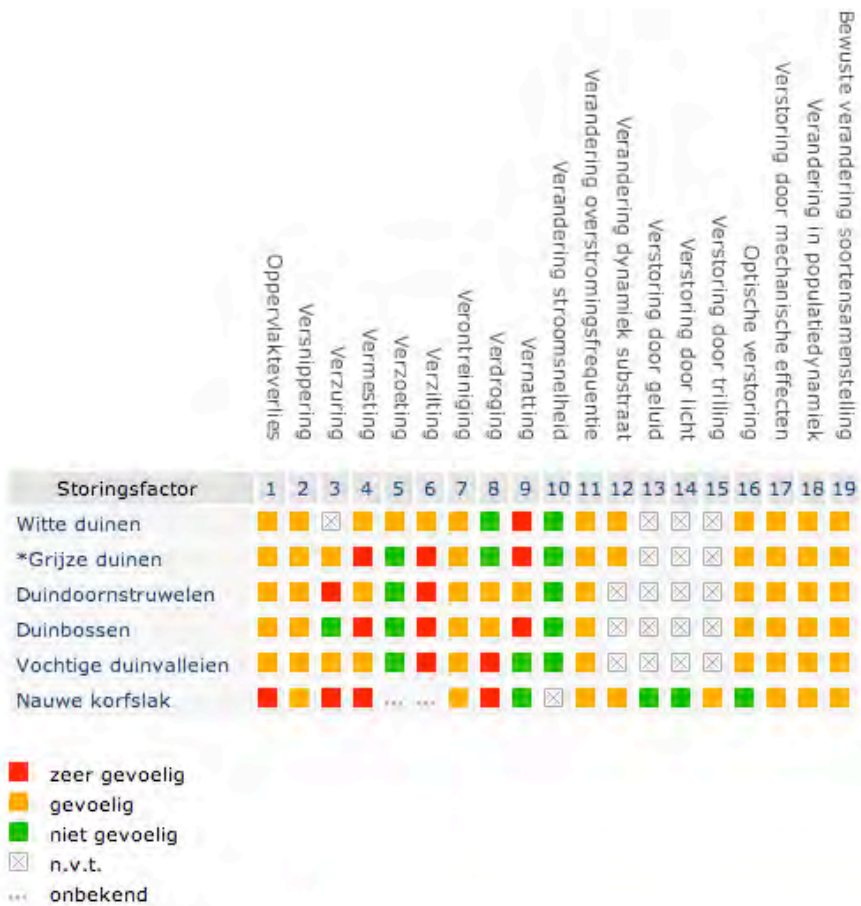 Oppervlakteverlies
Versnippering
Verzuring
Vermesting
Verzoeting
Verzilting
Verontreiniging
Verdroging
Vernatting
Verandering stroomsnelheid
Verandering overstromingsfrequentie
Verandering dynamiek substraat
Verstoring door geluid
Verstoring door licht
Verstoring door trilling
Optische verstoring
Verstoring door mechanische effecten
Verandering in populatiedynamiek
Bewuste verandering soortensamenstelling
Storingsfactor 1 2 3 4 5 6 7 8 9 10 11 12 13 14 15 16 17 18 19
Witte duinen
*Grijze duinen
Duindoornstruwelen
Duinbossen
Vochtige duinvalleien
Nauwe korfslak ... ...
zeer gevoelig
gevoelig
niet gevoelig
n.v.t.
... onbekend